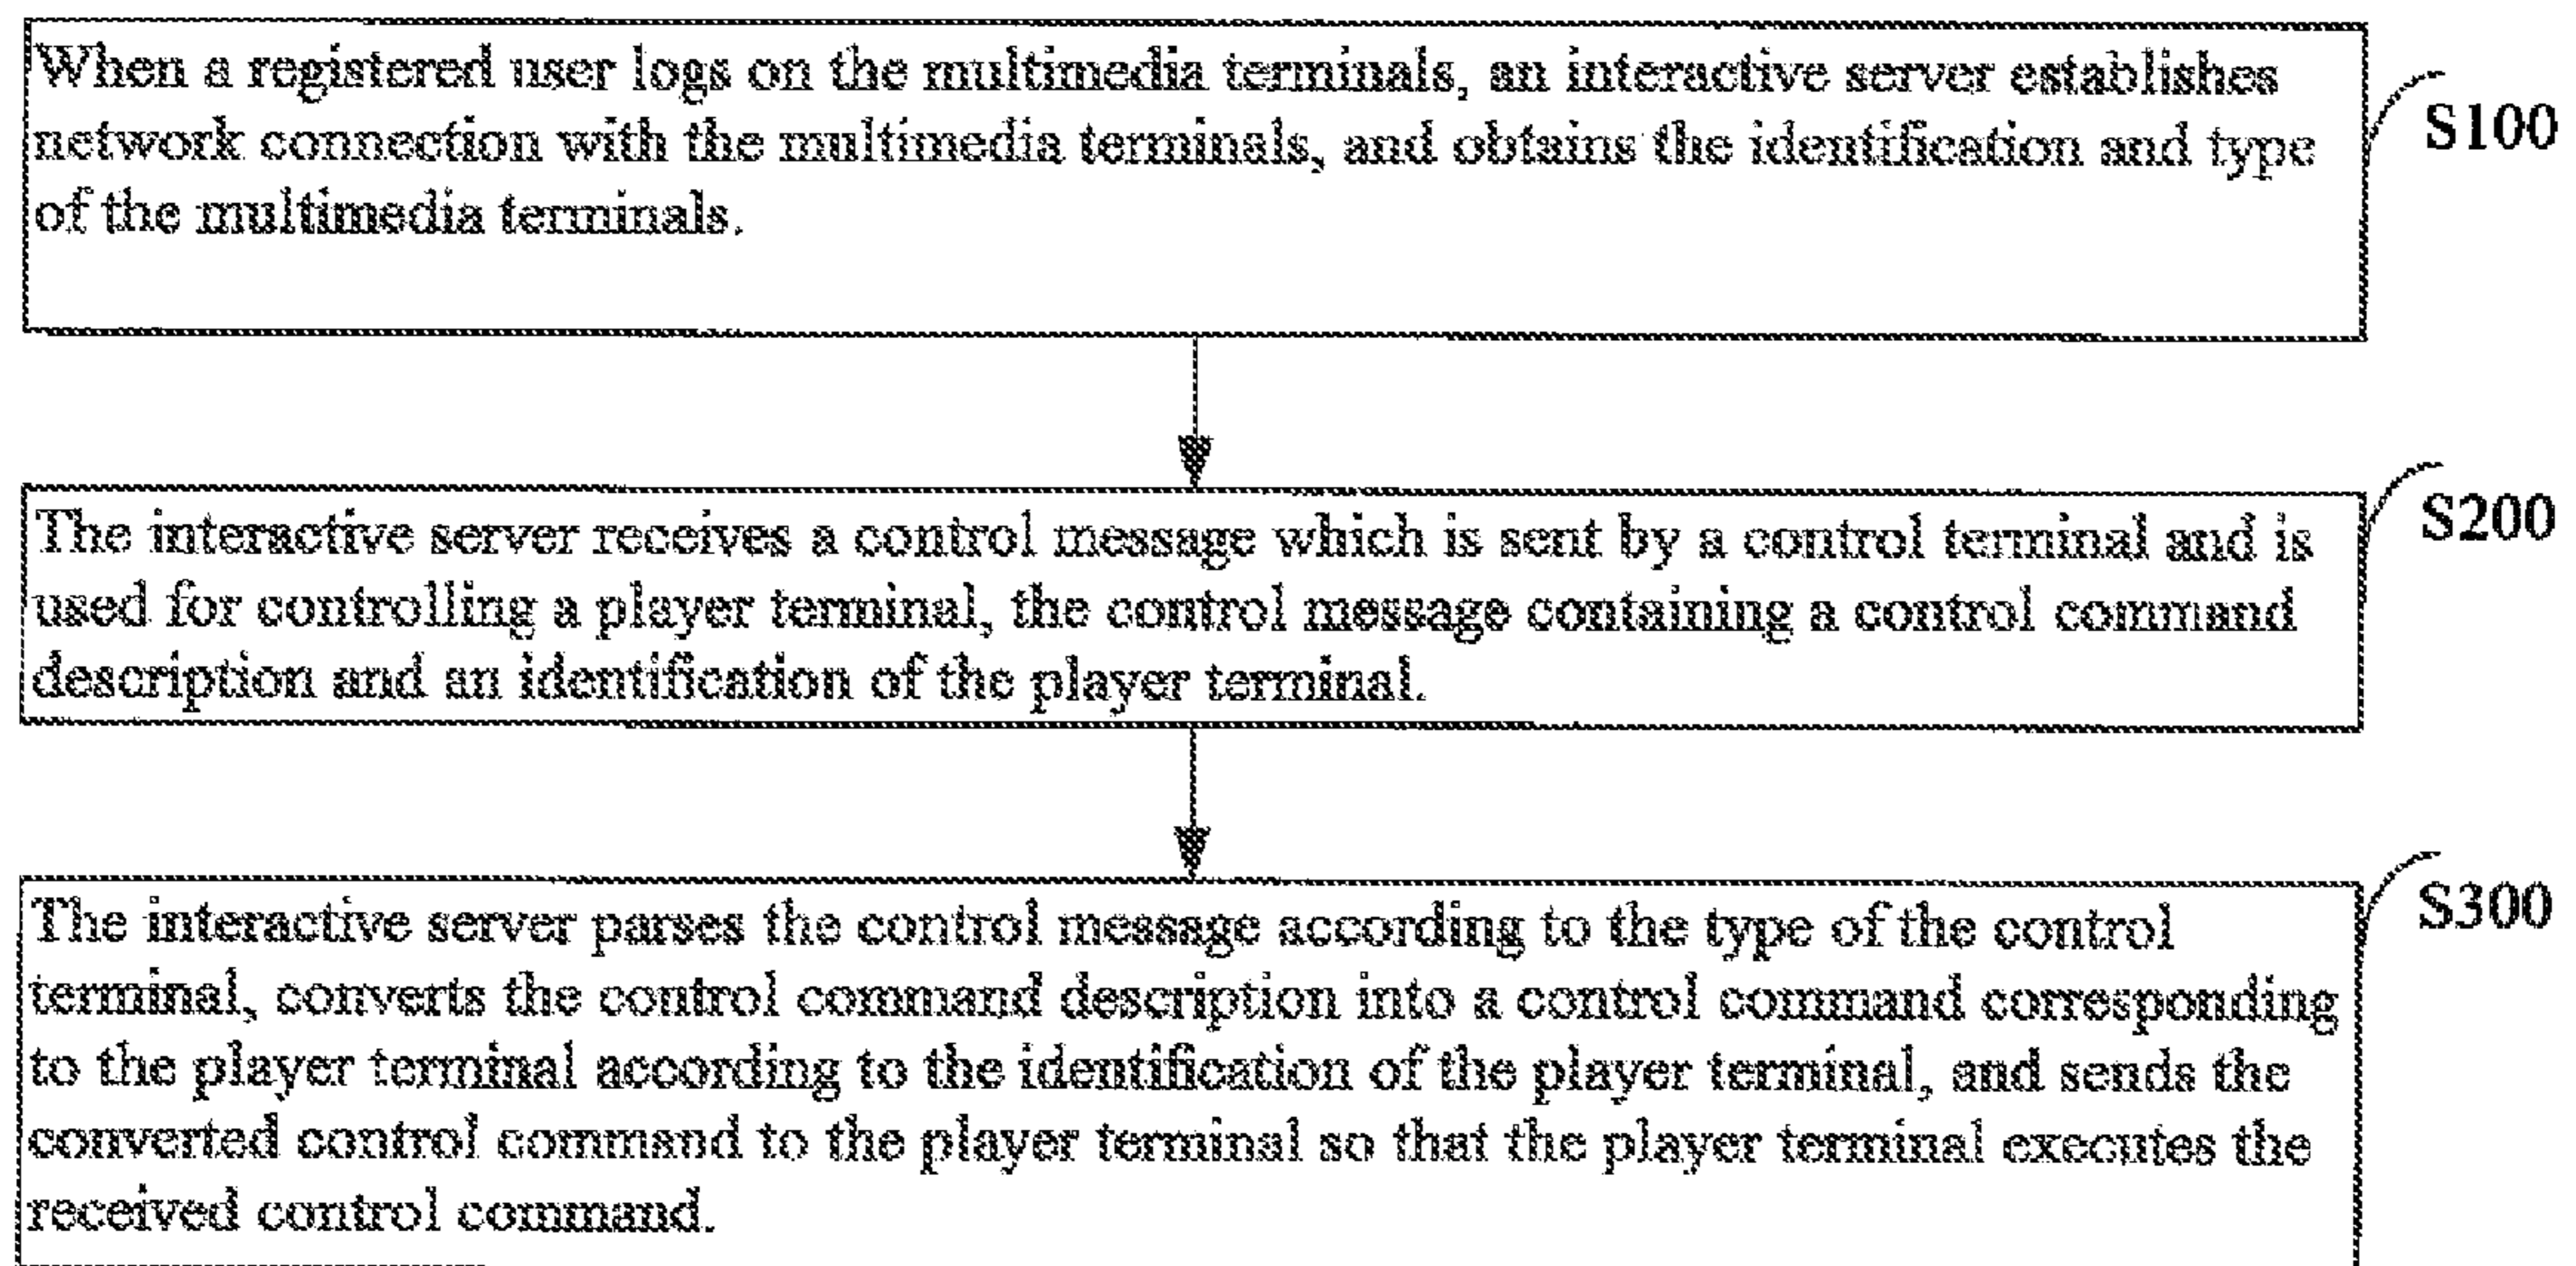 When a registered user logs on the multimedia terminals, an interactive server establishes
network connection with the multimedia terminals, and obtains the identification and type
of the multimedia terminals.
S100
The interactive server receives a control message which is sent by a control terminal and is
used for controlling a player terminal, the control message containing a control command
description and an identification of the player terminal.
S200
The interactive server parses the control message according to the type of the control
terminal, converts the control command description into a control command corresponding
to the player terminal according to the identification of the player terminal, and sends the
converted control command to the player terminal so that the player terminal executes the
received control command.
S300